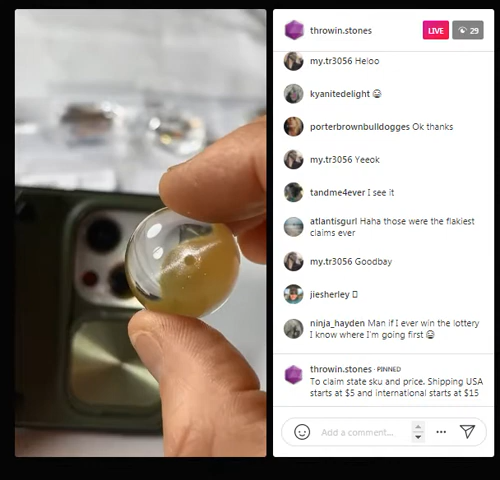 throwin.stones LIVE 29
my.tr3056 Heloo
kyanitedelight 😂
porterbrownbulldogges Ok thanks
my.tr3056 Yeeok
tandme4ever I see it
atlantisgurl Haha those were the flakiest
claims ever
my.tr3056 Goodbay
jiesherley
ninja_hayden Man if I ever win the lottery
I know where I'm going first
throwin.stones · PINNED
To claim state sku and price. Shipping USA
starts at $5 and international starts at $15
Add a comment...